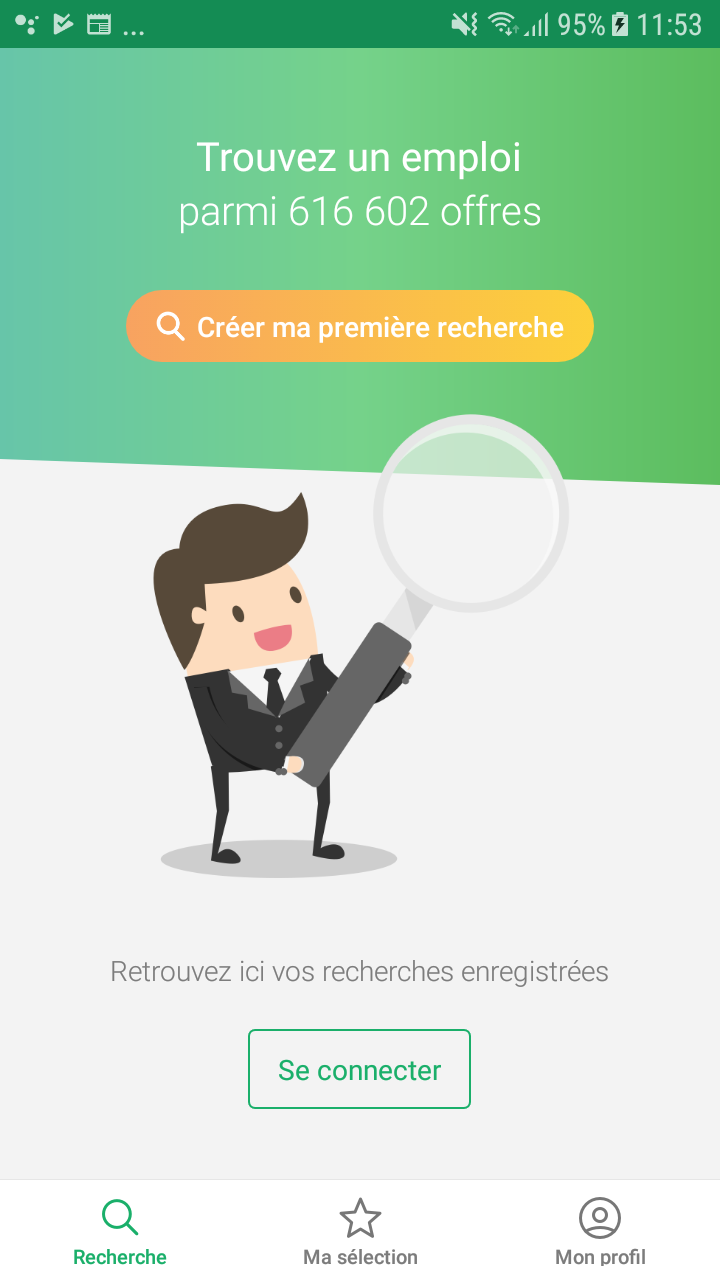 ... 95% 11:53
Trouvez un emploi
parmi 616 602 offres
Créer ma première recherche
Retrouvez ici vos recherches enregistrées
Se connecter
Recherche Ma sélection Mon profil